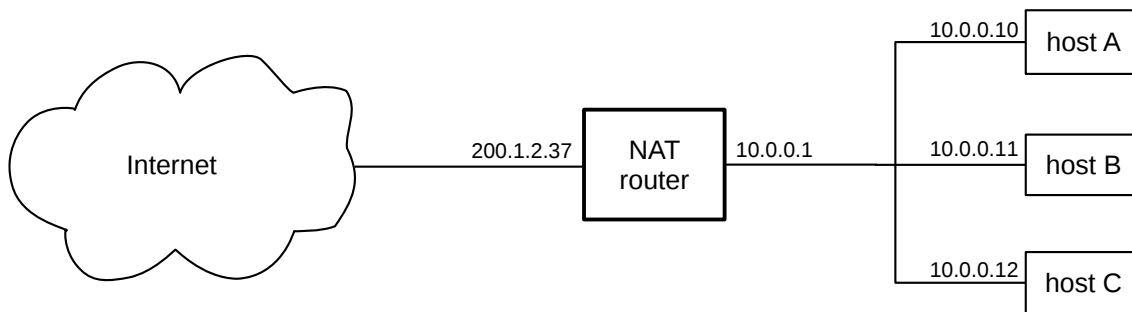 10.0.0.10
host A
Internet
200.1.2.37
NAT
router
10.0.0.1
10.0.0.11
host B
10.0.0.12
host C